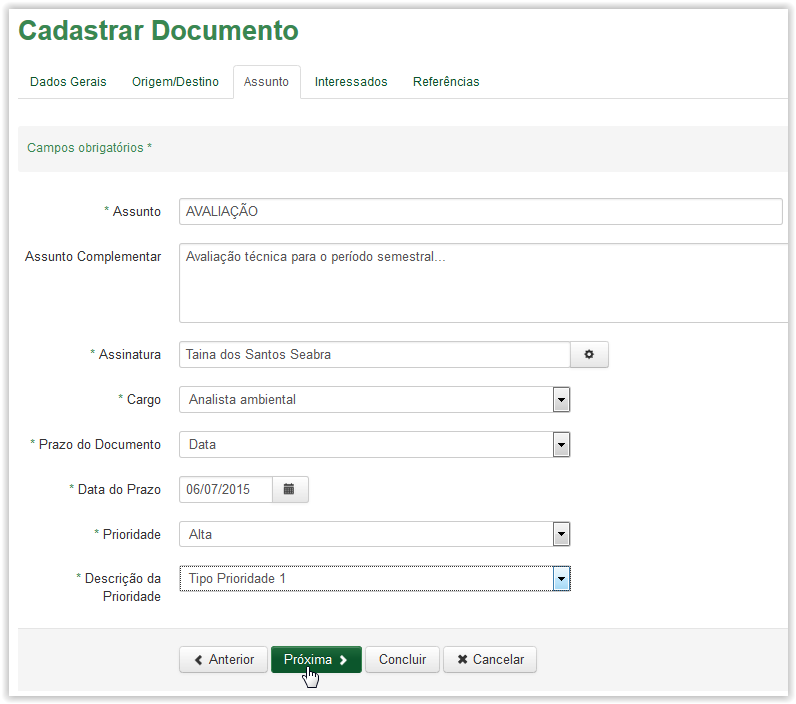 Cadastrar Documento
Dados Gerais Origem/Destino Assunto Interessados Referências
Campos obrigatórios *
* Assunto AVALIAÇÃO
Assunto Complementar Avaliação técnica para o período semestral...
* Assinatura Taina dos Santos Seabra
* Cargo Analista ambiental
* Prazo do Documento Data
* Data do Prazo 06/07/2015
* Prioridade Alta
* Descrição da Tipo Prioridade 1
Prioridade
Anterior Próxima Concluir Cancelar